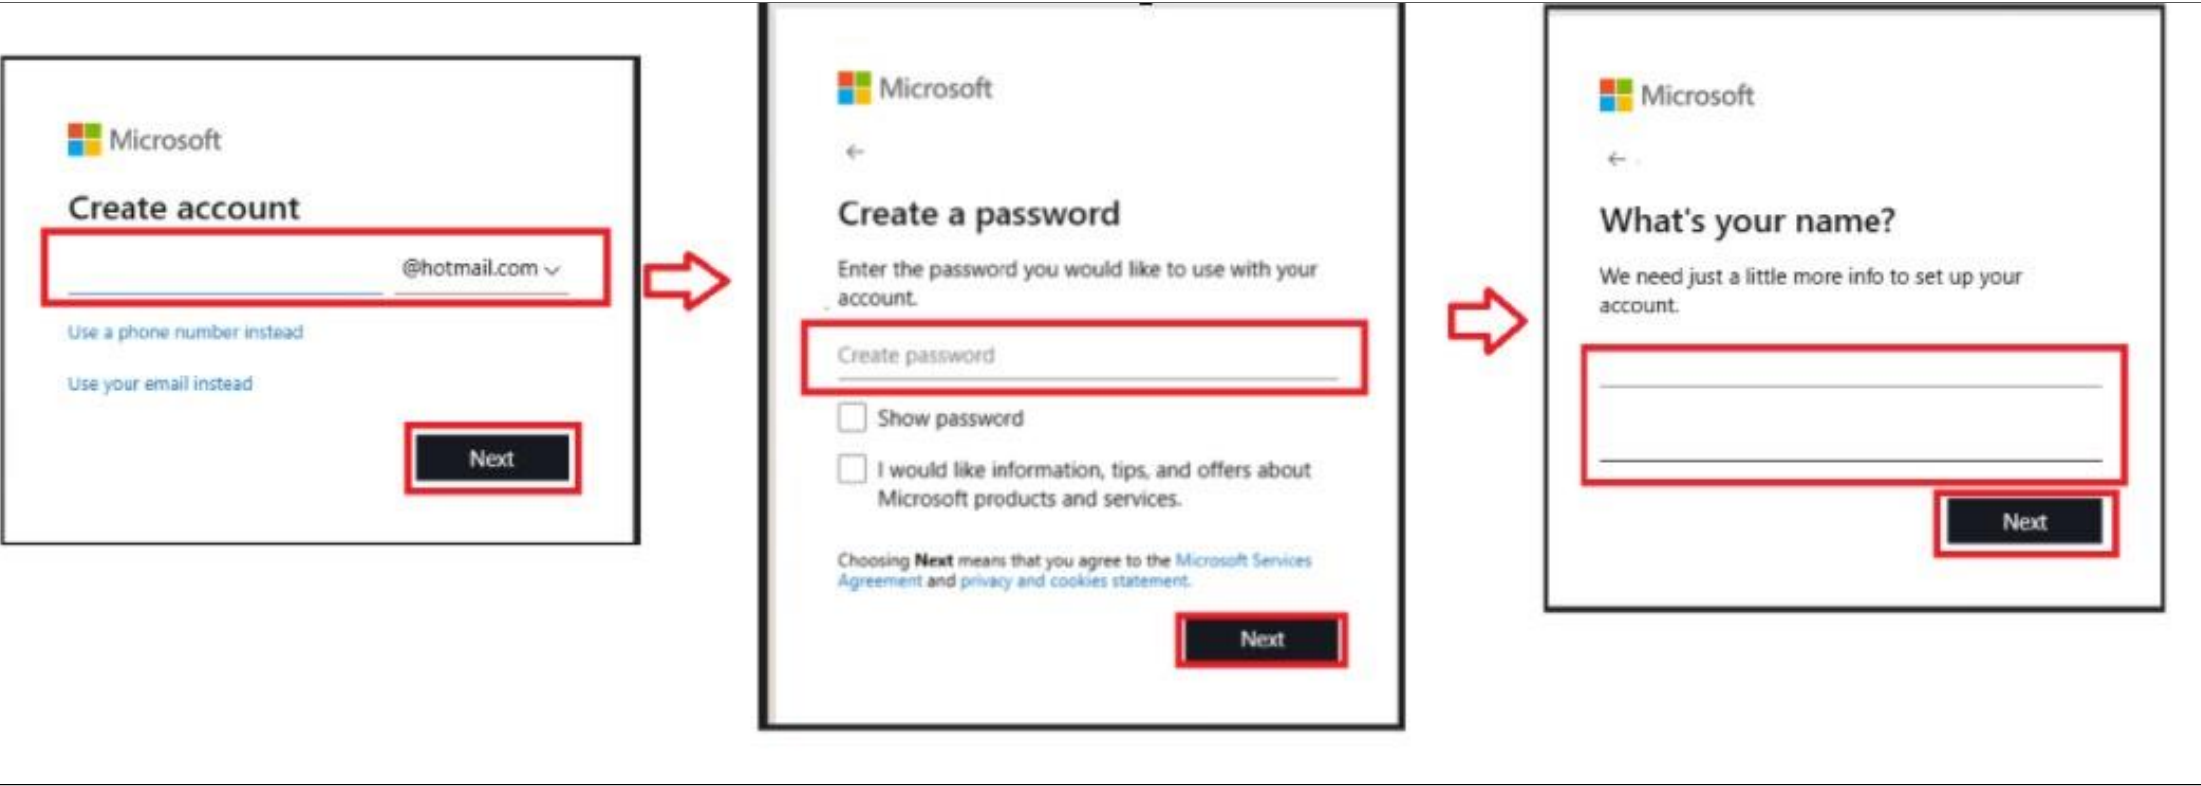 Microsoft
Create account
@hotmail.com
Use a phone number instead
Use your email instead
Next
Microsoft
Create a password
Enter the password you would like to use with your
account.
Create password
Show password
I would like information, tips, and offers about
Microsoft products and services.
Choosing Next means that you agree to the Microsoft Services
Agreement and privacy and cookies statement.
Next
Microsoft
What's your name?
We need just a little more info to set up your
account.
Next